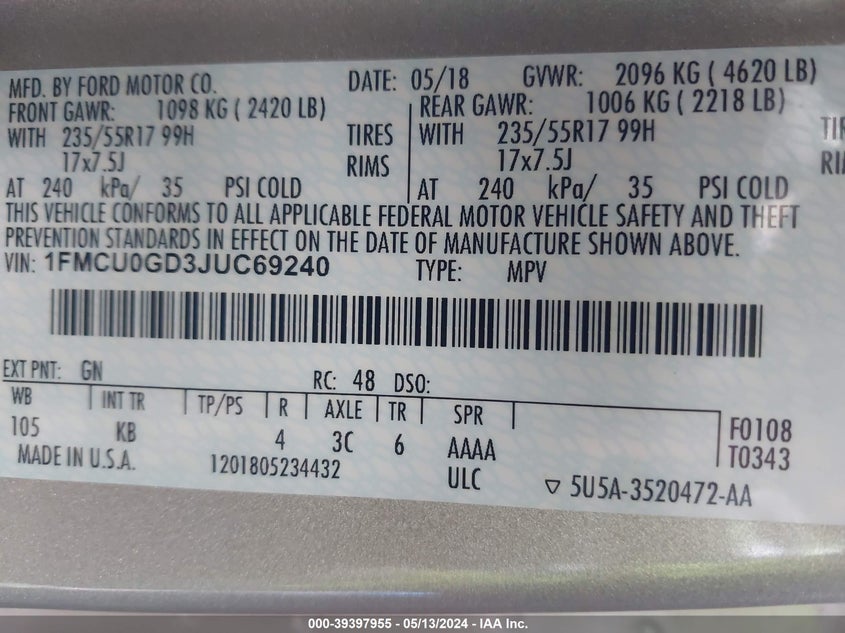 MFD. BY FORD MOTOR CO. DATE: 05/18 GVWR: 2096 KG ( 4620 LB)
FRONT GAWR: 1098 KG ( 2420 LB) REAR GAWR: 1006 KG ( 2218 LB)
WITH 235/55R17 99H TIRES WITH 235/55R17 99H
17x7.5J RIMS 17x7.5J
AT 240 kPa/ 35 PSI COLD AT 240 kPa/ 35 PSI COLD
THIS VEHICLE CONFORMS TO ALL APPLICABLE FEDERAL MOTOR VEHICLE SAFETY AND THEFT
PREVENTION STANDARDS IN EFFECT ON THE DATE OF MANUFACTURE SHOWN ABOVE.
VIN: 1FMCU0GD3JUC69240 TYPE: MPV
EXT PNT: GN RC: 48 DSO:
WB INT TR TP/PS R AXLE TR SPR
105 KB 4 3C 6 AAAA F0108
MADE IN U.S.A. 1201805234432 ULC T0343
5U5A-3520472-AA
000-39397955 - 05/13/2024 - IAA Inc.